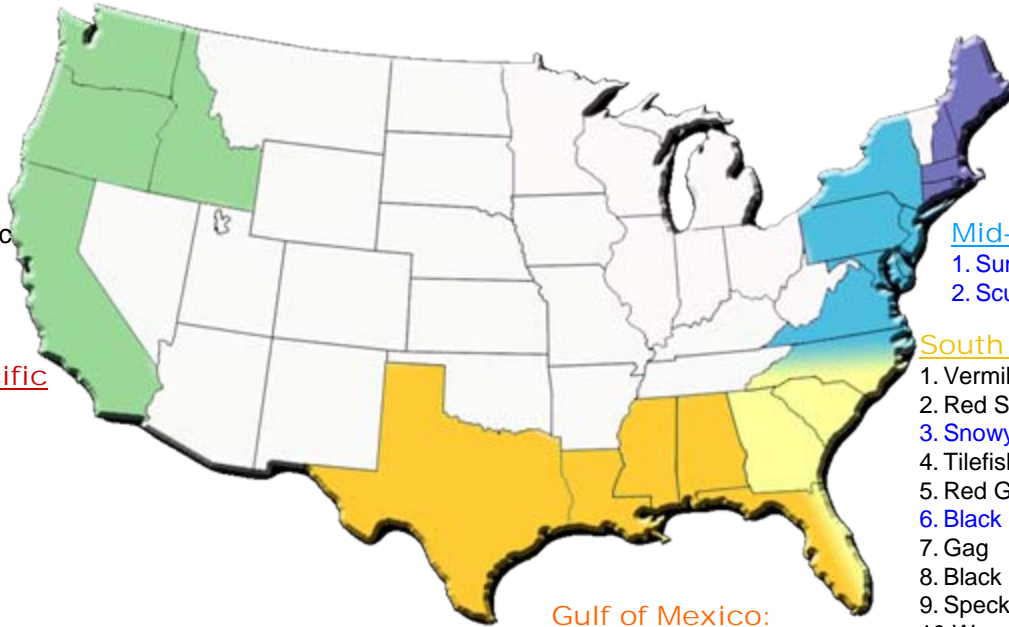 c
Mid-
1. Sur
2. Scu
South
1. Vermil
2. Red S
3. Snowy
4. Tilefish
5. Red G
6. Black
7. Gag
8. Black
9. Speck
ific
Gulf of Mexico: